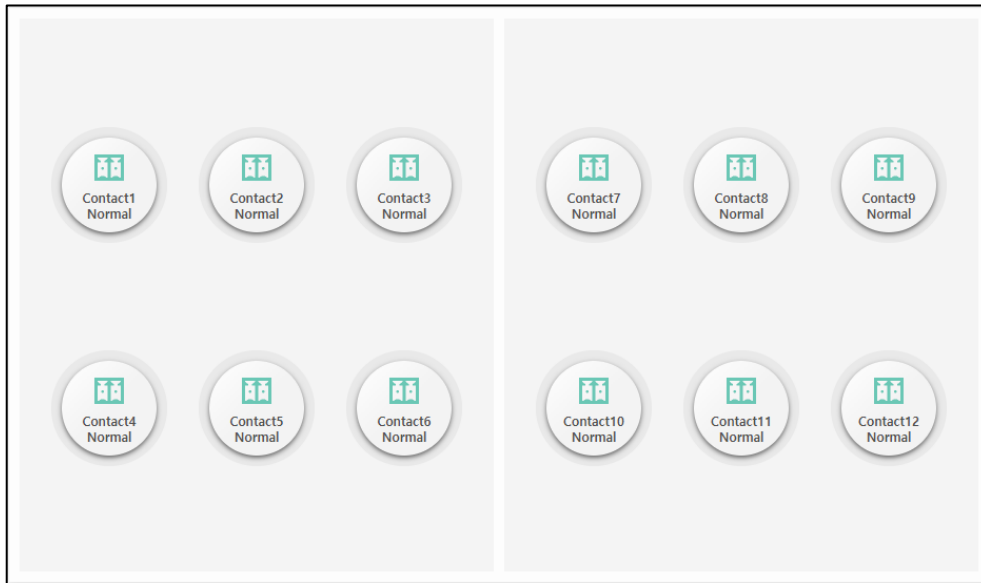 Contact1
Normal
Contact2
Normal
Contact3
Normal
Contact4
Normal
Contact5
Normal
Contact6
Normal
Contact7
Normal
Contact8
Normal
Contact9
Normal
Contact10
Normal
Contact11
Normal
Contact12
Normal